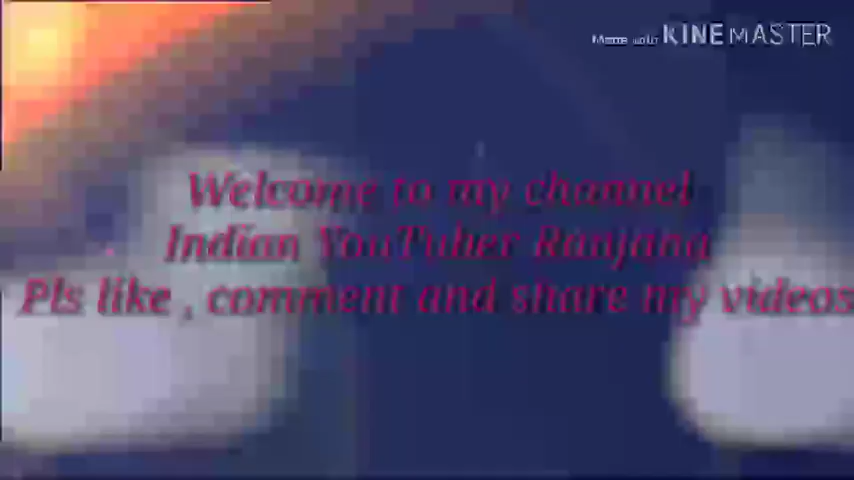 Made with KINEMASTER
Welcome to my channel
Indian YouTuber Ranjana
Pls like , comment and share my videos